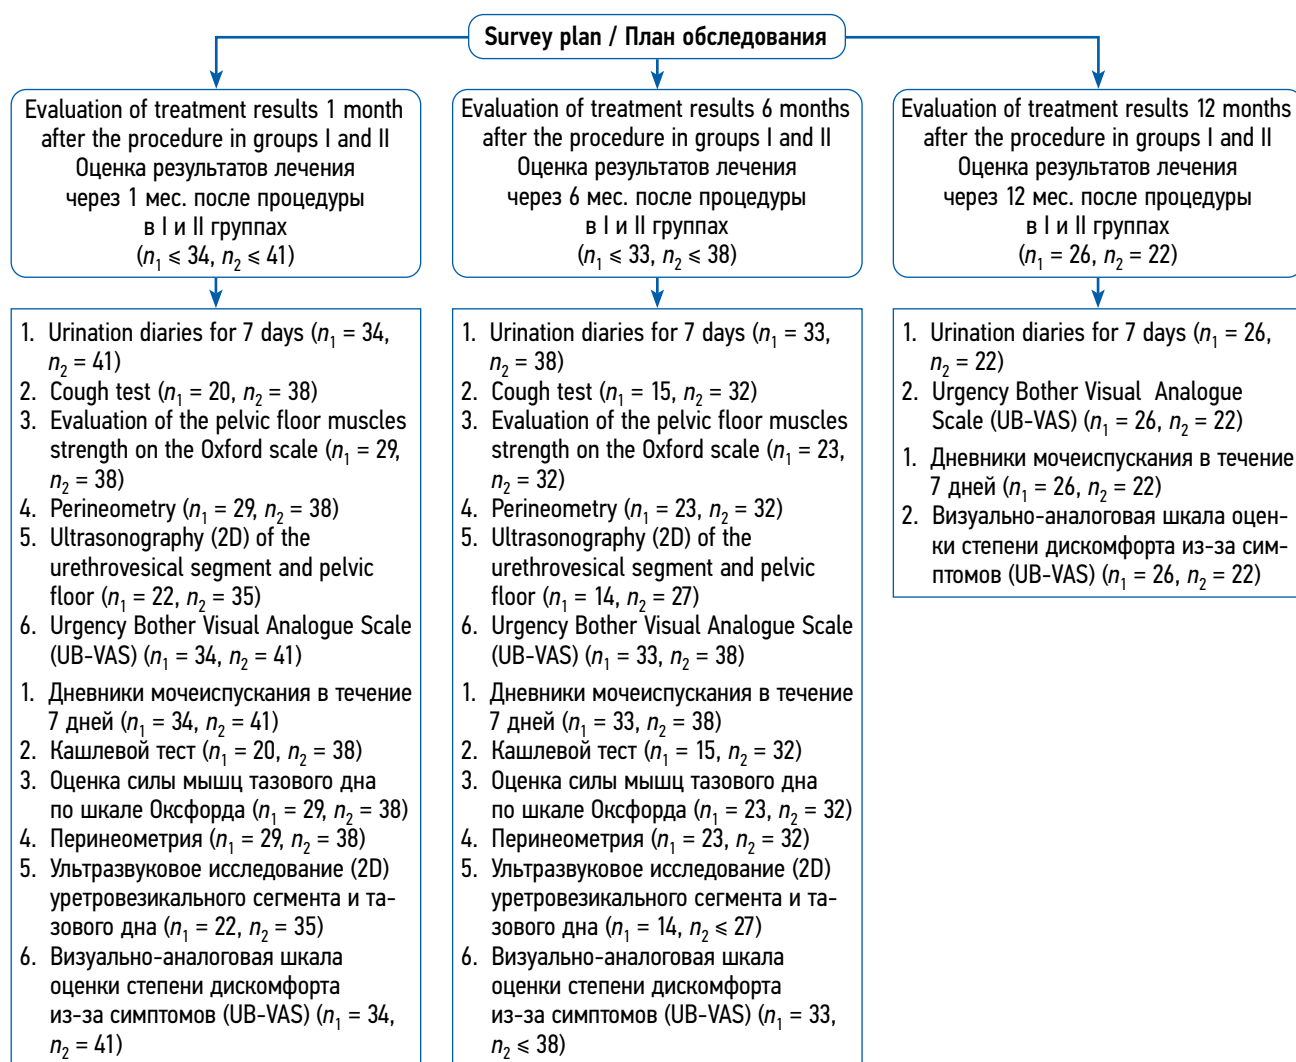 Survey plan / План обследования
Evaluation of treatment results 1 month
after the procedure in groups I and II
Оценка результатов лечения
через 1 мес. после процедуры
в I и II группах
(n₁ ⩽ 34, n₂ ⩽ 41)
1. Urination diaries for 7 days (n₁ = 34,
n₂ = 41)
2. Cough test (n₁ = 20, n₂ = 38)
3. Evaluation of the pelvic floor muscles
strength on the Oxford scale (n₁ = 29,
n₂ = 38)
4. Perineometry (n₁ = 29, n₂ = 38)
5. Ultrasonography (2D) of the
urethrovesical segment and pelvic
floor (n₁ = 22, n₂ = 35)
6. Urgency Bother Visual Analogue Scale
(UB-VAS) (n₁ = 34, n₂ = 41)
1. Дневники мочеиспускания в течение
7 дней (n₁ = 34, n₂ = 41)
2. Кашлевой тест (n₁ = 20, n₂ = 38)
3. Оценка силы мышц тазового дна
по шкале Оксфорда (n₁ = 29, n₂ = 38)
4. Перинеометрия (n₁ = 29, n₂ = 38)
5. Ультразвуковое исследование (2D)
уретровезикального сегмента и та-
зового дна (n₁ = 22, n₂ = 35)
6. Визуально-аналоговая шкала
оценки степени дискомфорта
из-за симптомов (UB-VAS) (n₁ = 34,
n₂ = 41)
Evaluation of treatment results 6 months
after the procedure in groups I and II
Оценка результатов лечения
через 6 мес. после процедуры
в I и II группах
(n₁ ⩽ 33, n₂ ⩽ 38)
1. Urination diaries for 7 days (n₁ = 33,
n₂ = 38)
2. Cough test (n₁ = 15, n₂ = 32)
3. Evaluation of the pelvic floor muscles
strength on the Oxford scale (n₁ = 23,
n₂ = 32)
4. Perineometry (n₁ = 23, n₂ = 32)
5. Ultrasonography (2D) of the
urethrovesical segment and pelvic
floor (n₁ = 14, n₂ = 27)
6. Urgency Bother Visual Analogue Scale
(UB-VAS) (n₁ = 33, n₂ = 38)
1. Дневники мочеиспускания в течение
7 дней (n₁ = 33, n₂ = 38)
2. Кашлевой тест (n₁ = 15, n₂ = 32)
3. Оценка силы мышц тазового дна
по шкале Оксфорда (n₁ = 23, n₂ = 32)
4. Перинеометрия (n₁ = 23, n₂ = 32)
5. Ультразвуковое исследование (2D)
уретровезикального сегмента и та-
зового дна (n₁ = 14, n₂ ⩽ 27)
6. Визуально-аналоговая шкала
оценки степени дискомфорта
из-за симптомов (UB-VAS) (n₁ = 33,
n₂ ⩽ 38)
Evaluation of treatment results 12 months
after the procedure in groups I and II
Оценка результатов лечения
через 12 мес. после процедуры
в I и II группах
(n₁ = 26, n₂ = 22)
1. Urination diaries for 7 days (n₁ = 26,
n₂ = 22)
2. Urgency Bother Visual Analogue
Scale (UB-VAS) (n₁ = 26, n₂ = 22)
1. Дневники мочеиспускания в течение
7 дней (n₁ = 26, n₂ = 22)
2. Визуально-аналоговая шкала оцен-
ки степени дискомфорта из-за сим-
птомов (UB-VAS) (n₁ = 26, n₂ = 22)